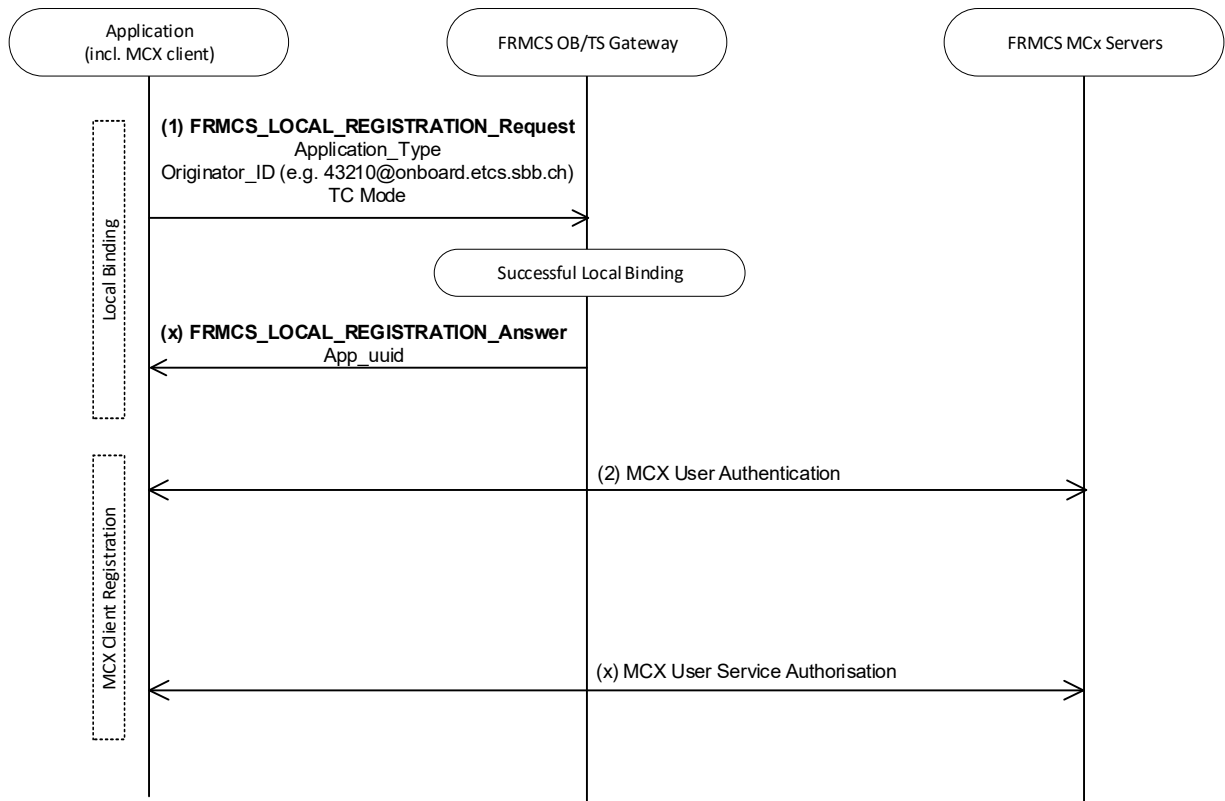 Application
(incl. MCX client)
FRMCS OB/TS Gateway
FRMCS MCx Servers
(1) FRMCS_LOCAL_REGISTRATION_Request
Application_Type
Originator_ID (e.g. 43210@onboard.etcs.sbb.ch)
TC Mode
Local Binding
Successful Local Binding
(x) FRMCS_LOCAL_REGISTRATION_Answer
App_uuid
(2) MCX User Authentication
MCX Client Registration
(x) MCX User Service Authorisation